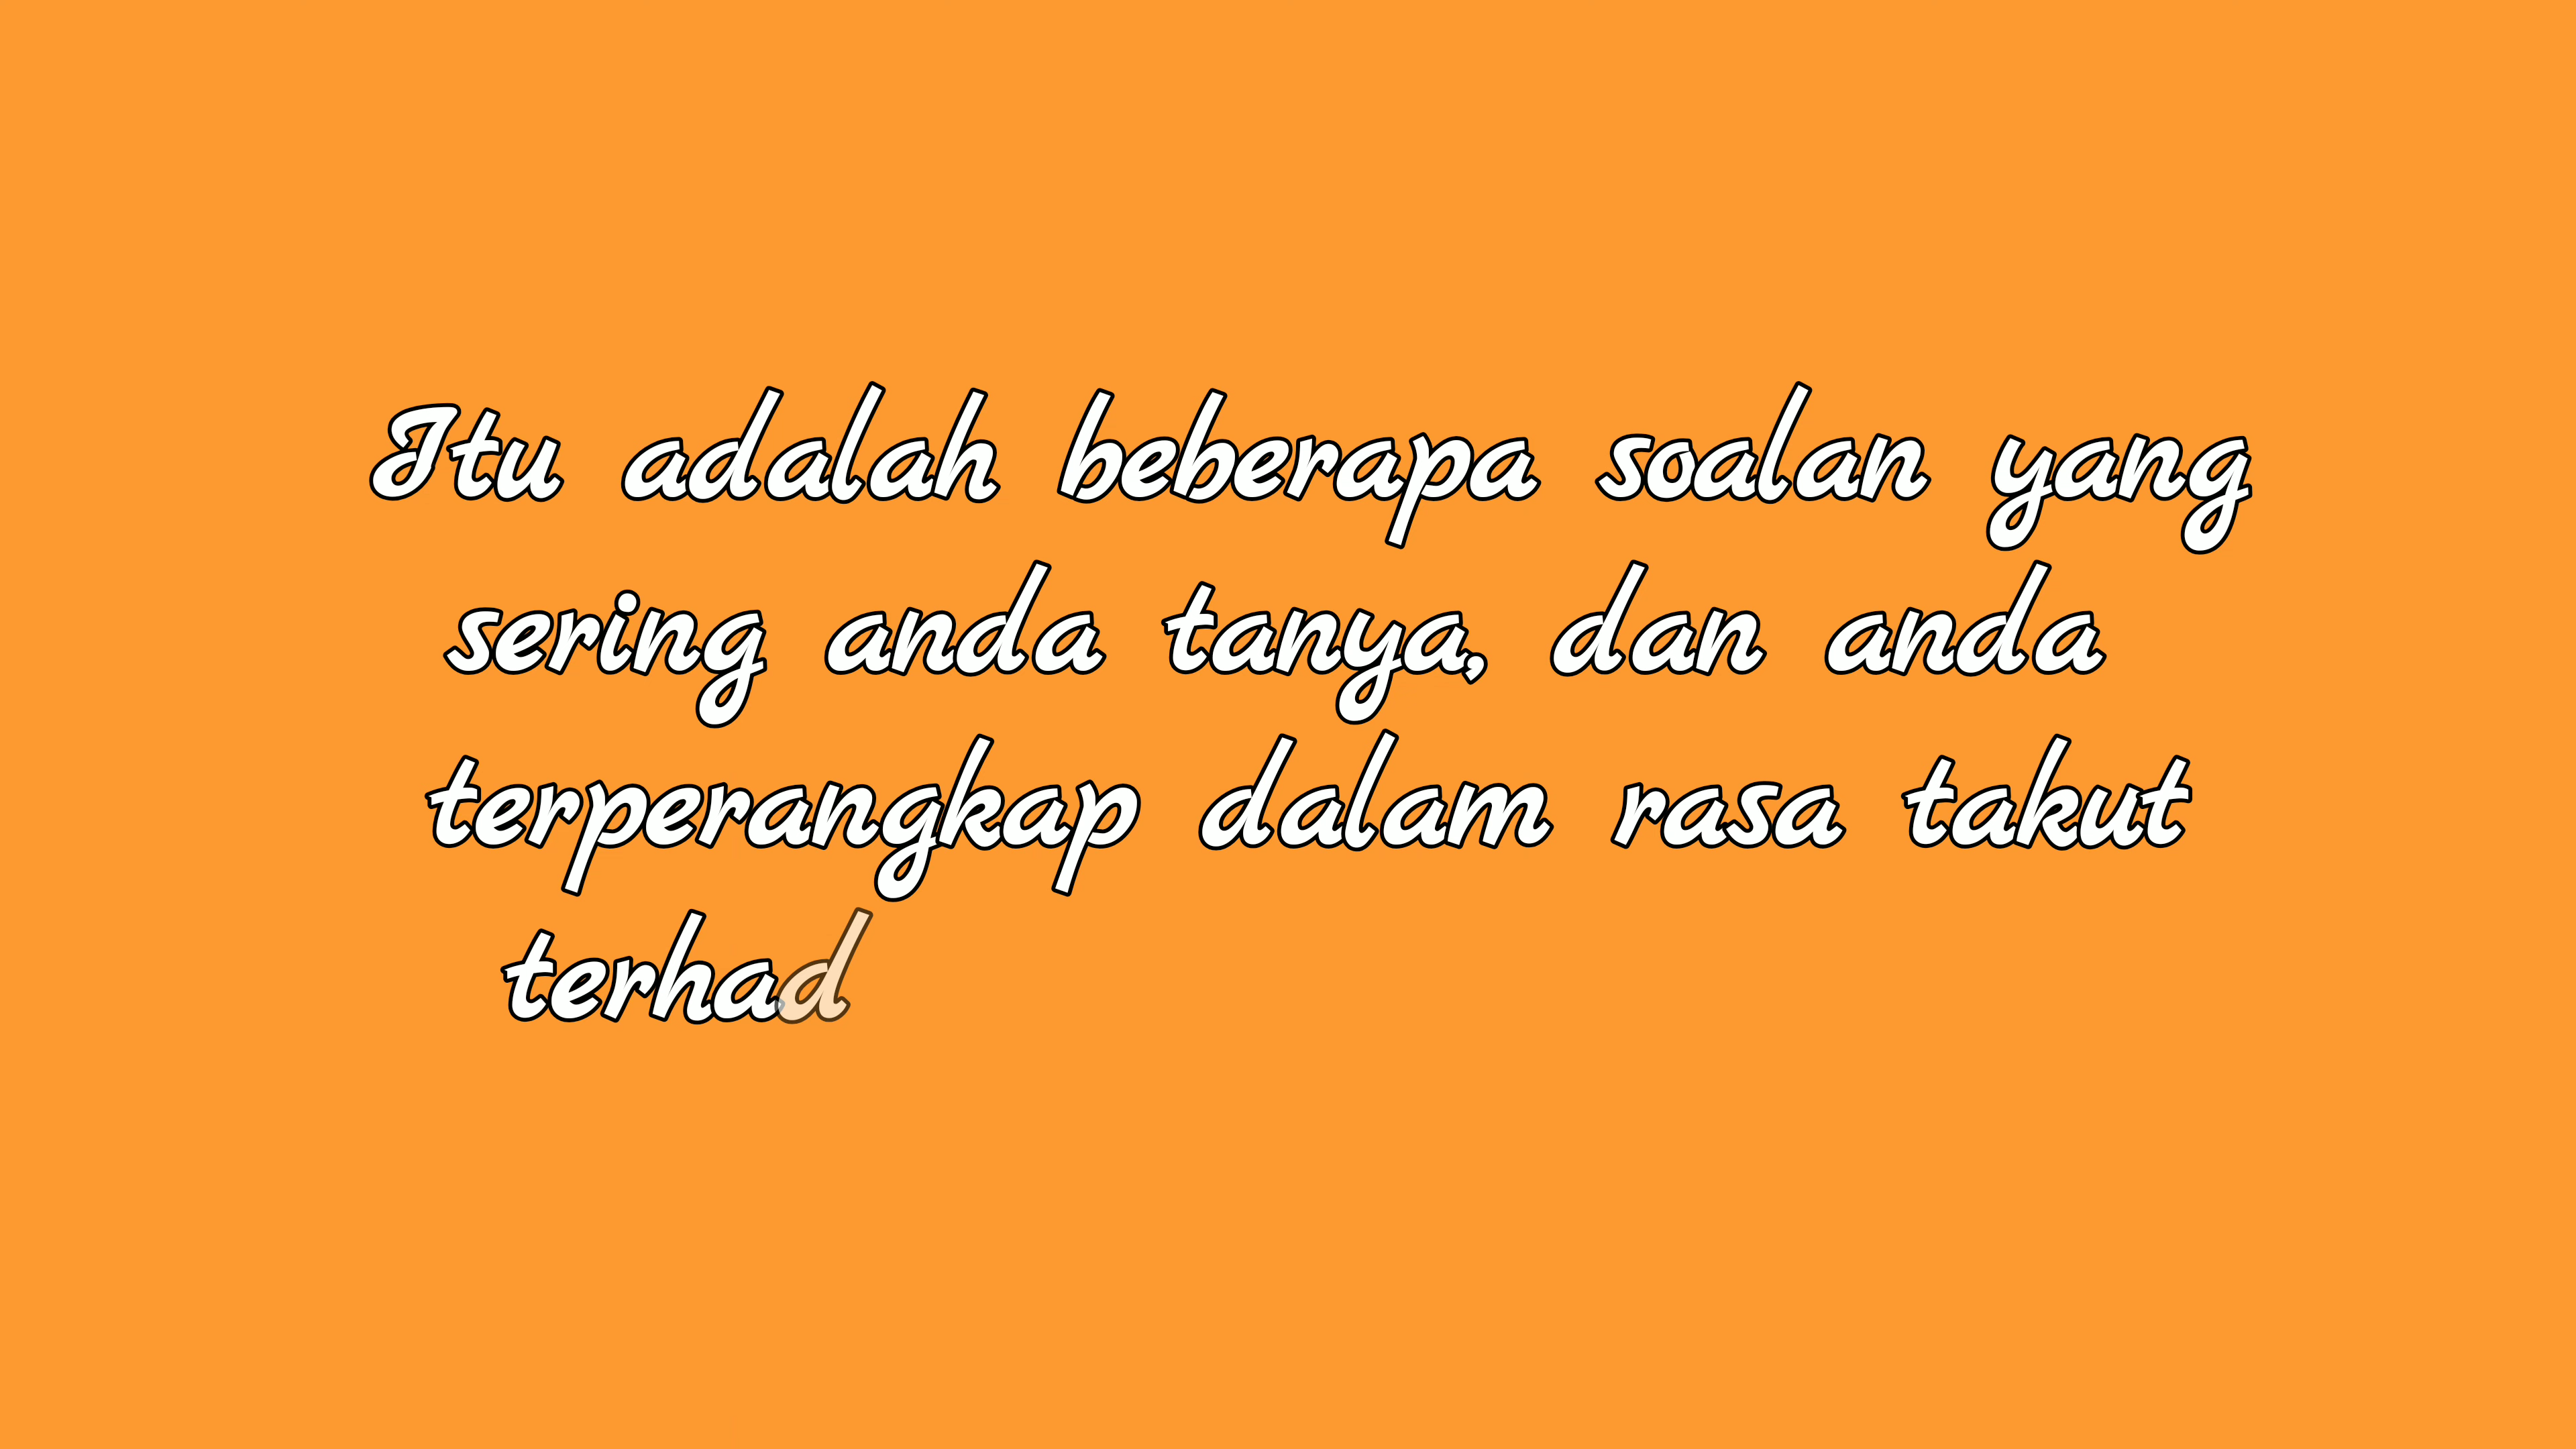 Itu adalah beberapa soalan yang
sering anda tanya, dan anda
terperangkap dalam rasa takut
terhad